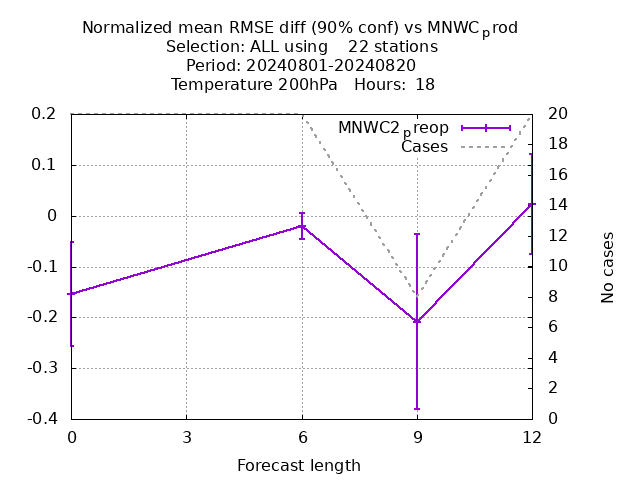 Normalized mean RMSE diff (90% conf) vs MNWCprod
Selection: ALL using    22 stations
Period: 20240801-20240820
Temperature 200hPa   Hours: 18
MNWC2preop
Cases
0.2
0.1
0
-0.1
-0.2
-0.3
-0.4
20
18
16
14
12
10
8
6
4
2
0
No cases
0 3 6 9 12
Forecast length